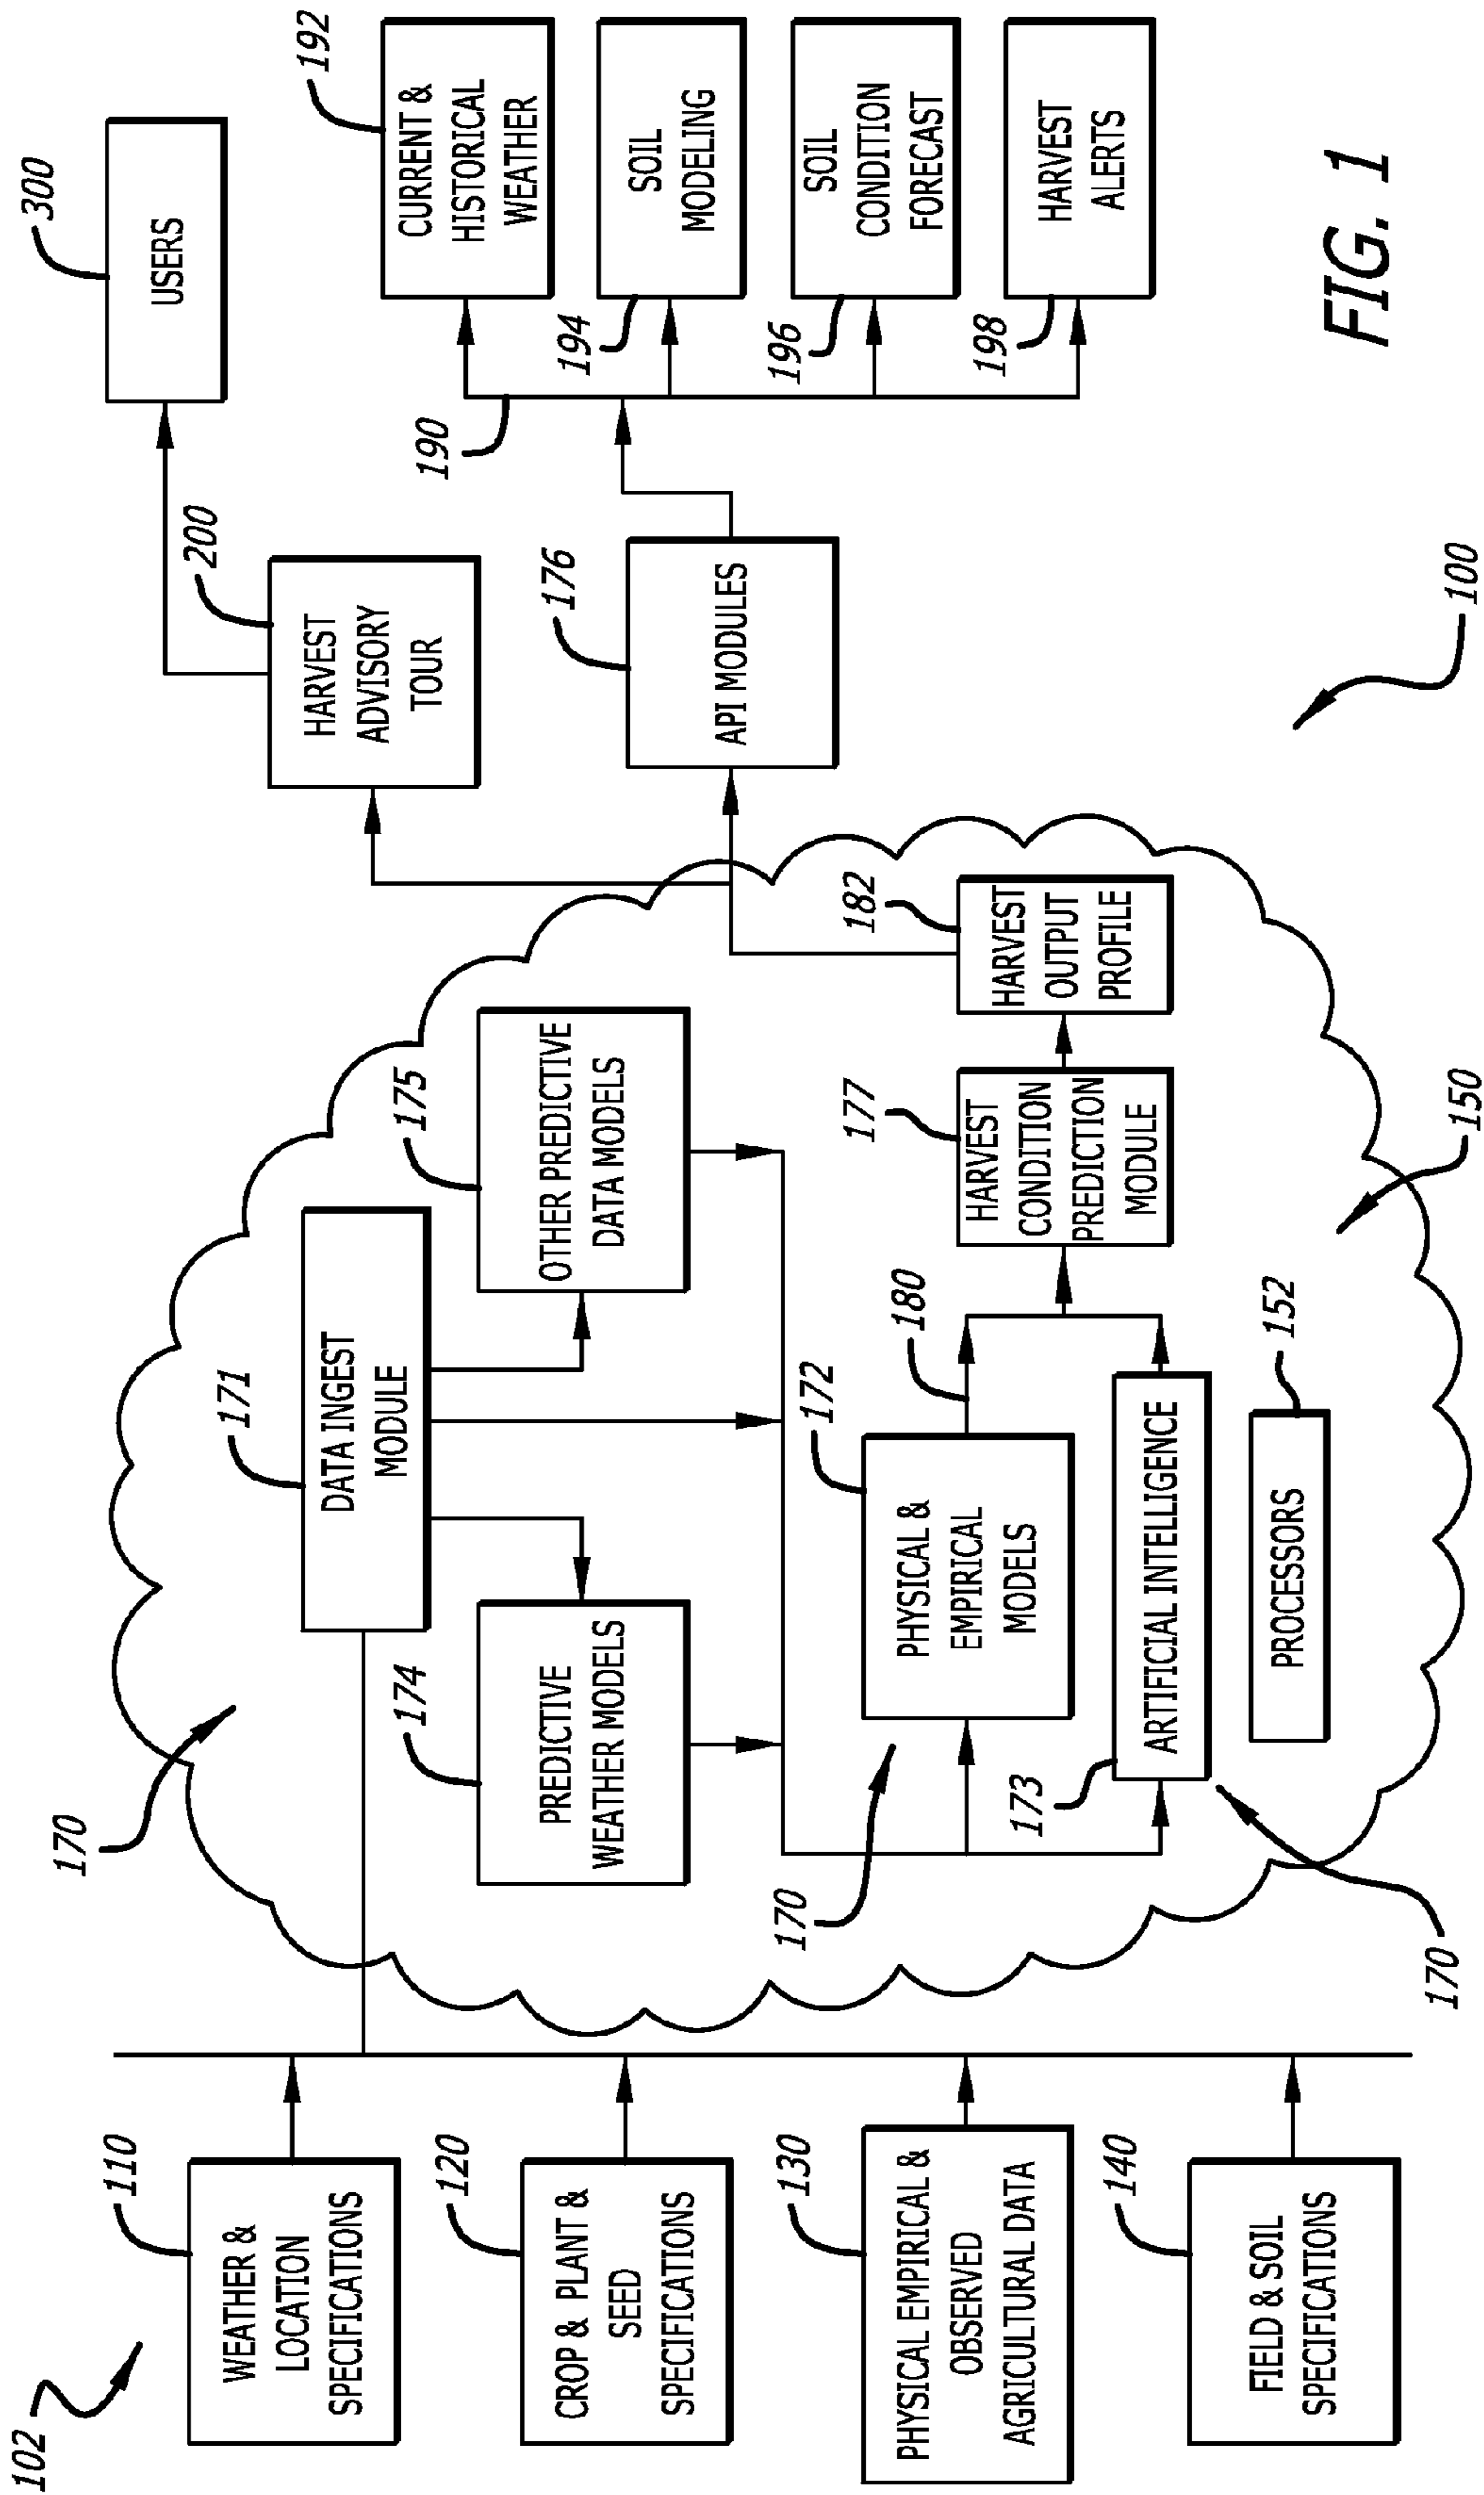 102
110
WEATHER &
LOCATION
SPECIFICATIONS
120
CROP & PLANT &
SEED
SPECIFICATIONS
130
PHYSICAL EMPIRICAL &
OBSERVED
AGRICULTURAL DATA
140
FIELD & SOIL
SPECIFICATIONS
170
171
DATA INGEST
MODULE
174
PREDICTIVE
WEATHER MODELS
175
OTHER PREDICTIVE
DATA MODELS
170
172
PHYSICAL &
EMPIRICAL
MODELS
180
173
ARTIFICIAL INTELLIGENCE
170
152
PROCESSORS
177
HARVEST
CONDITION
PREDICTION
MODULE
182
HARVEST
OUTPUT
PROFILE
150
200
HARVEST
ADVISORY
TOUR
176
API MODULES
100
300
USERS
190
192
CURRENT &
HISTORICAL
WEATHER
194
SOIL
MODELING
196
SOIL
CONDITION
FORECAST
198
HARVEST
ALERTS
FIG. 1